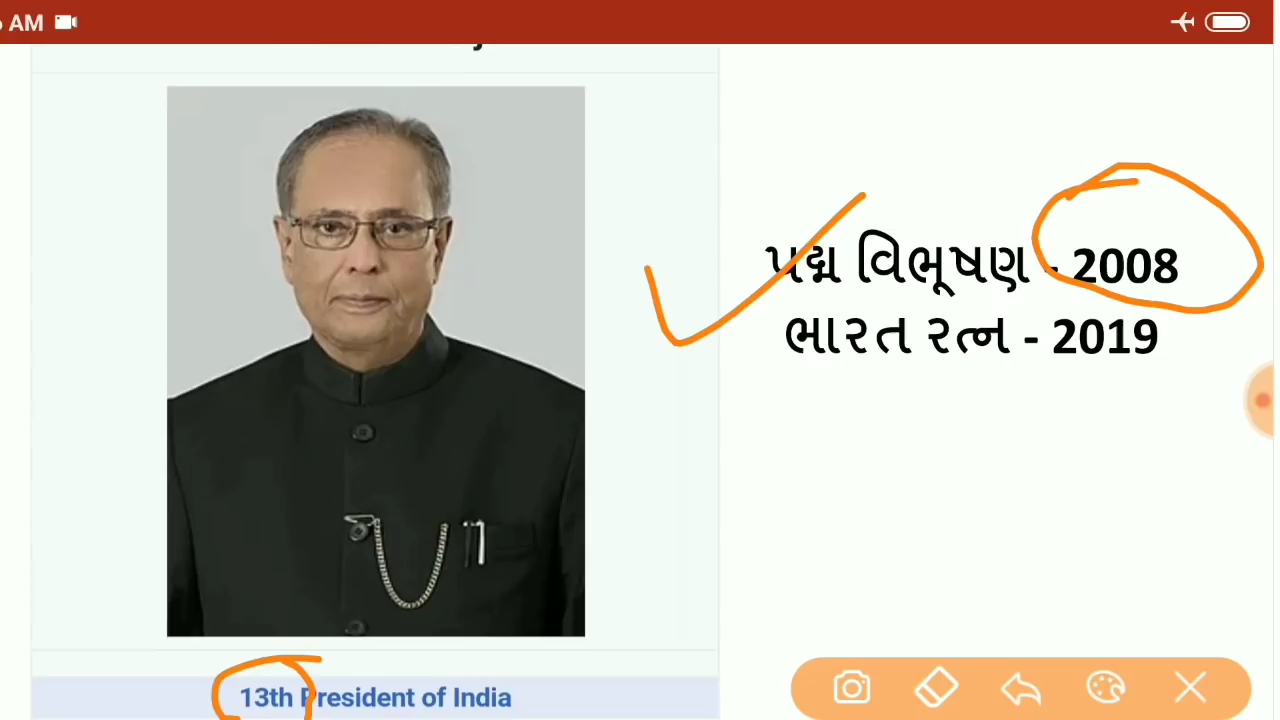 AM
પદ્મ વિભૂષણ - 2008
ભારત રત્ન - 2019
13th President of India